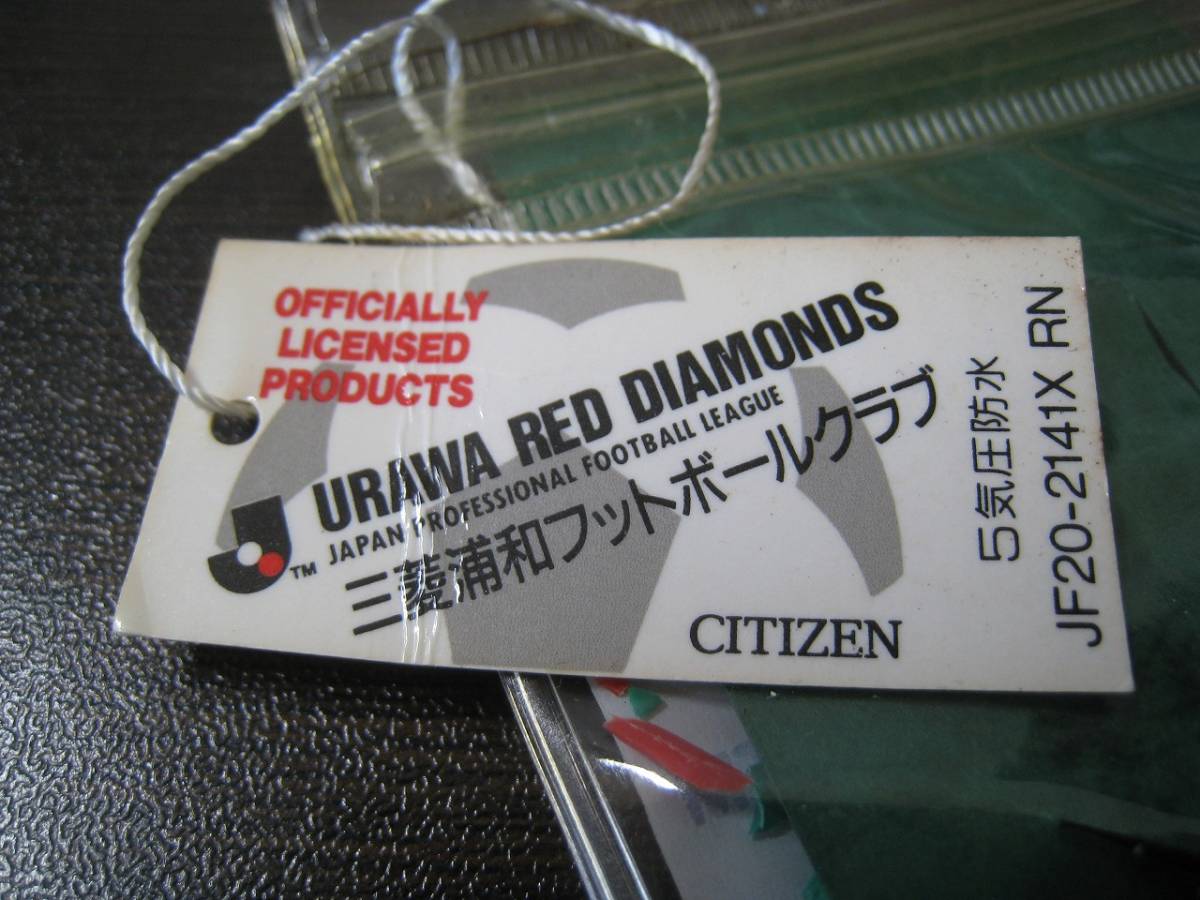 OFFICIALLY
LICENSED
PRODUCTS
URAWA RED DIAMONDS
JAPAN PROFESSIONAL FOOTBALL LEAGUE
三菱浦和フットボールクラブ
TM
CITIZEN
5気圧防水
JF20-2141X RN